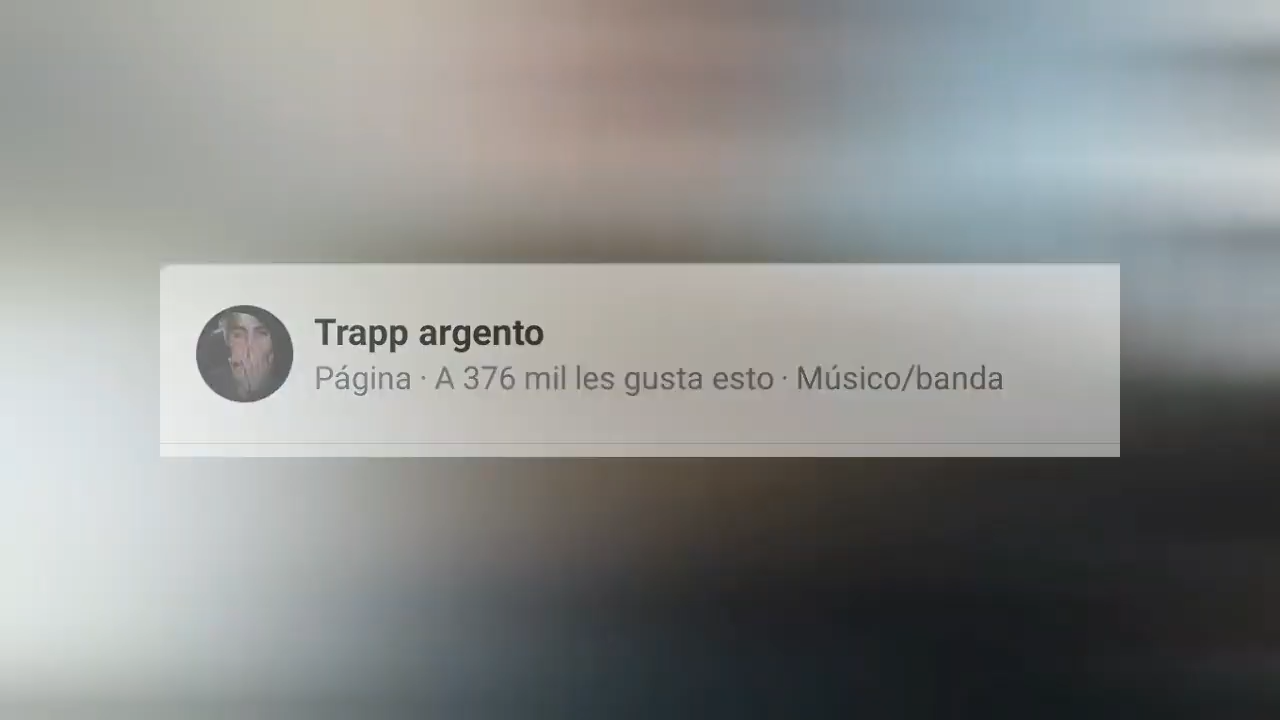 Trapp argento
Página · A 376 mil les gusta esto · Músico/banda